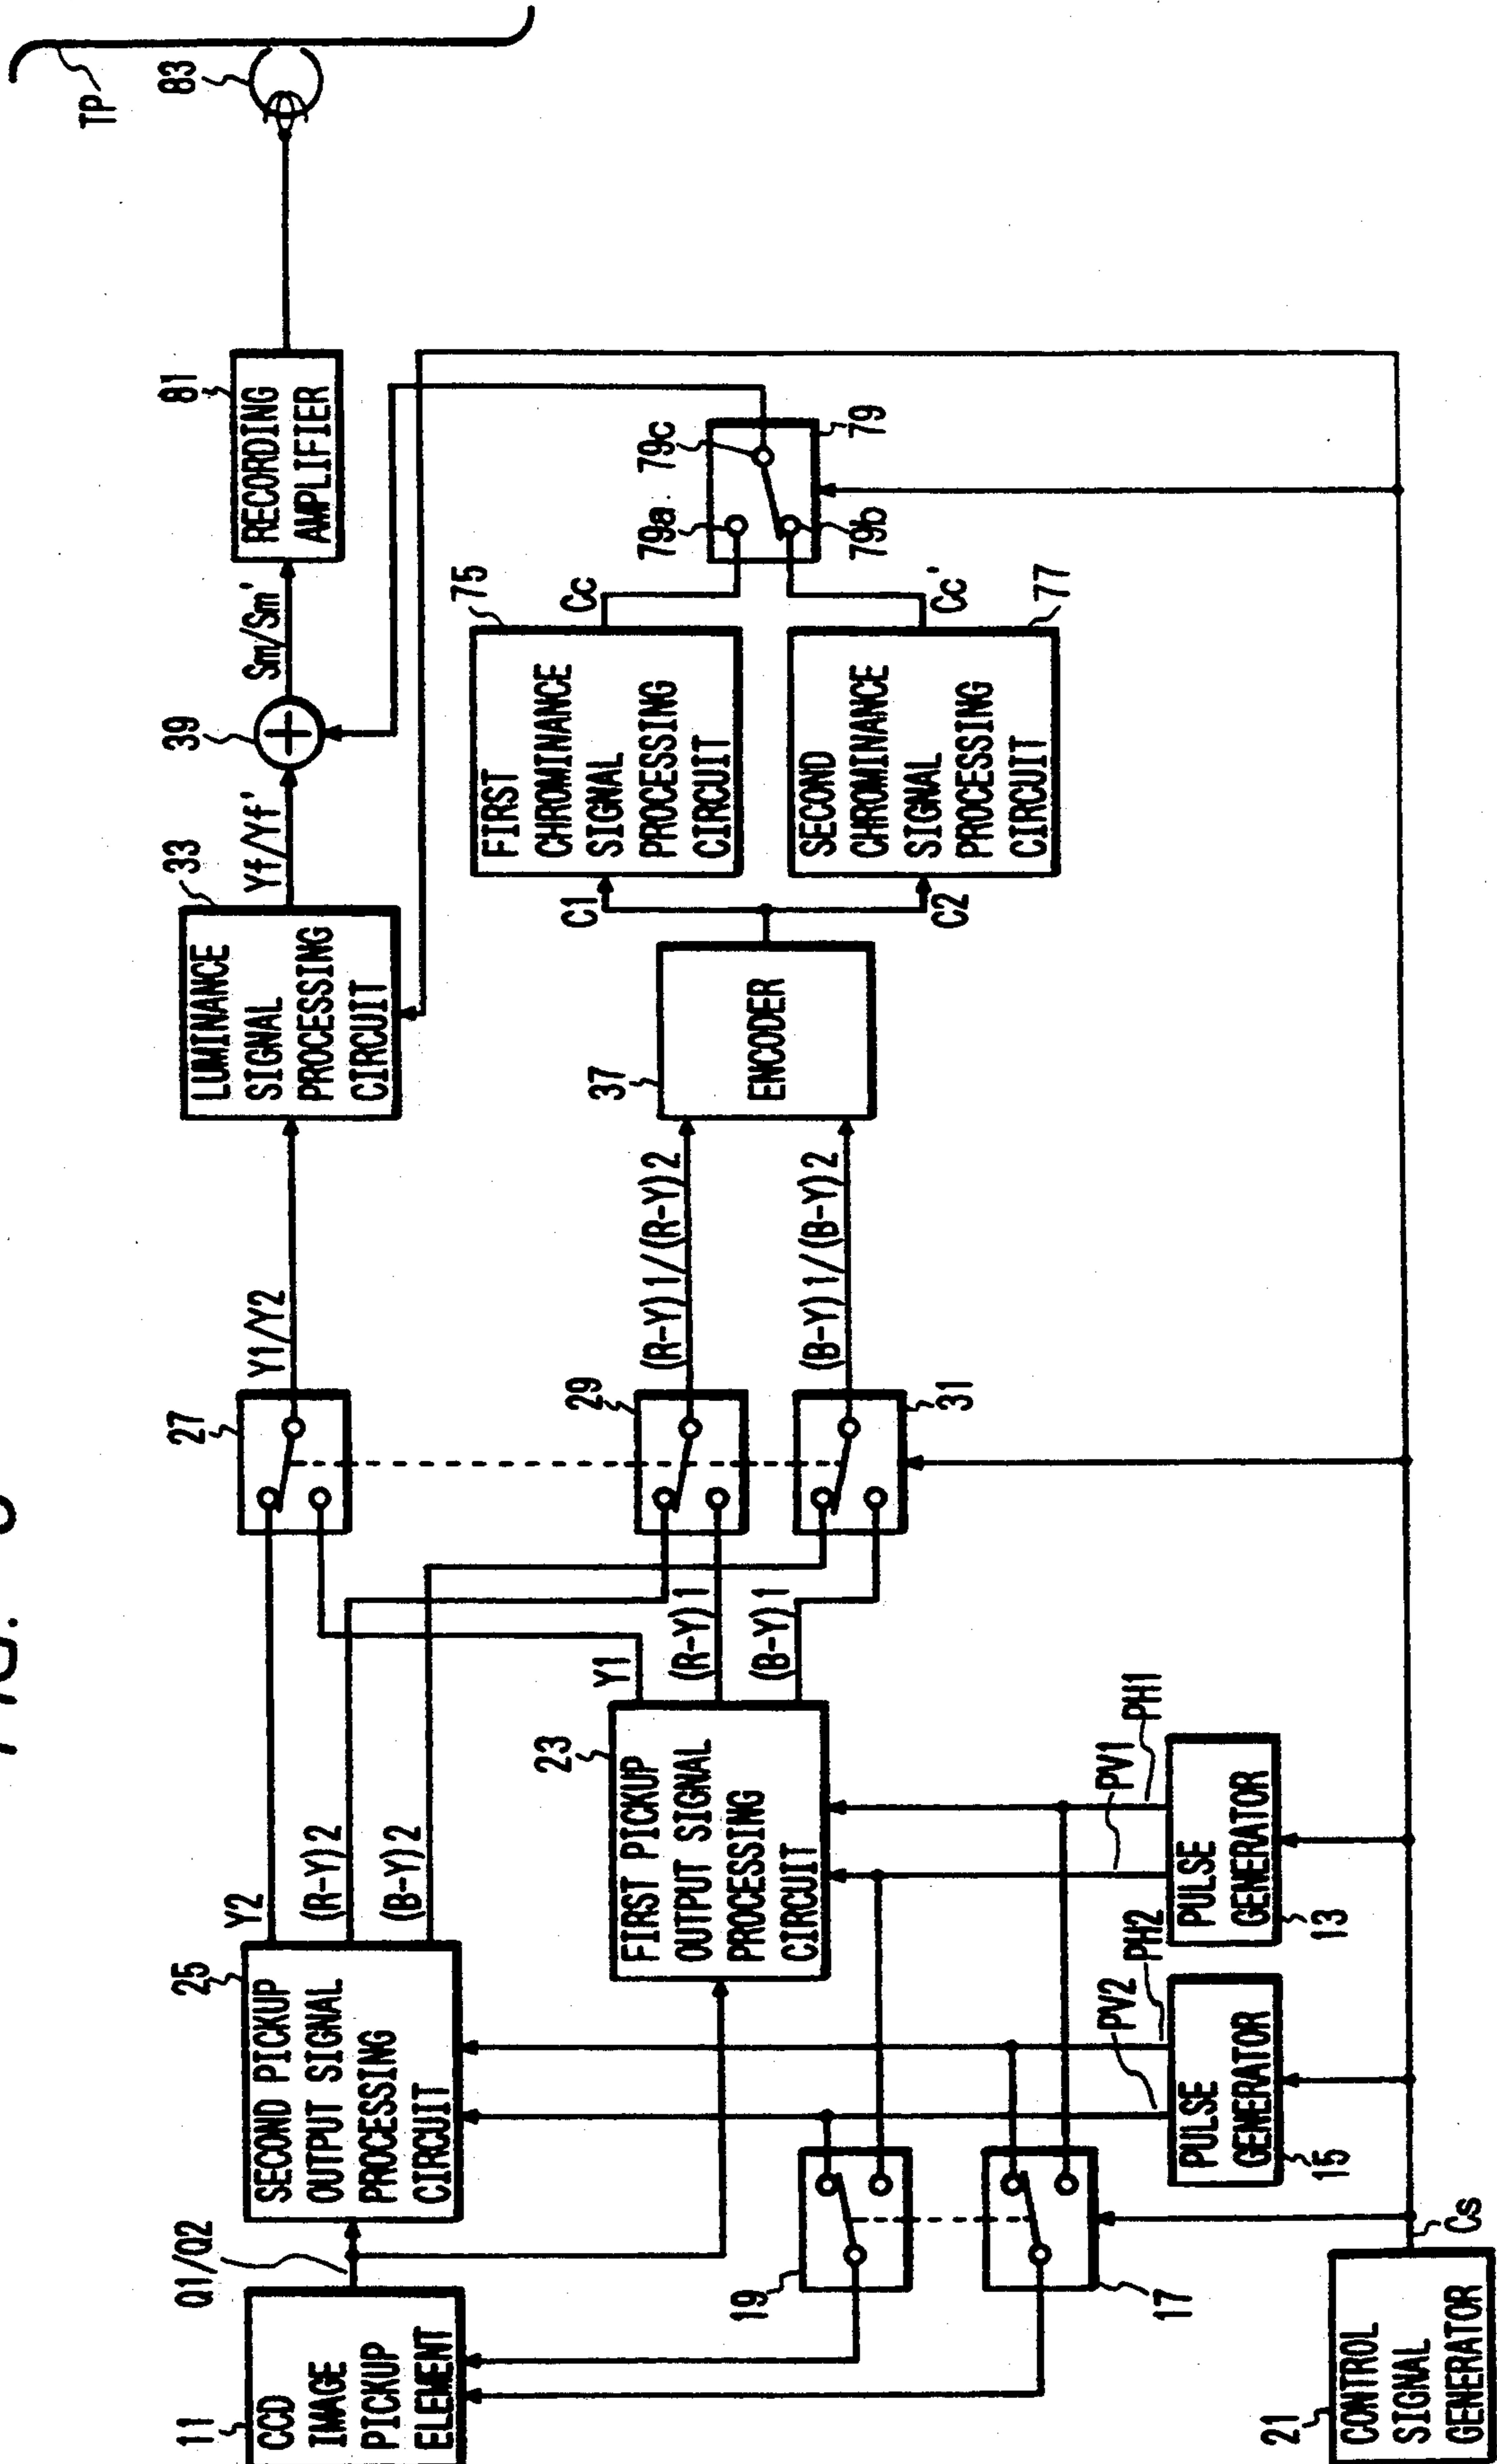 11
CCD
IMAGE
PICKUP
ELEMENT
Q1/Q2
25
SECOND PICKUP
OUTPUT SIGNAL
PROCESSING
CIRCUIT
Y2
(R-Y)2
(B-Y)2
27
Y1/Y2
33
LUMINANCE
SIGNAL
PROCESSING
CIRCUIT
Yf/Yf'
39
Sm/Sm'
81
RECORDING
AMPLIFIER
83
TP
23
FIRST PICKUP
OUTPUT SIGNAL
PROCESSING
CIRCUIT
Y1
(R-Y)1
(B-Y)1
29
(R-Y)1/(R-Y)2
31
(B-Y)1/(B-Y)2
37
ENCODER
C1
C2
75
FIRST
CHROMINANCE
SIGNAL
PROCESSING
CIRCUIT
Cc
SECOND
CHROMINANCE
SIGNAL
PROCESSING
CIRCUIT
77
Cc'
79a
79b
79c
79
19
17
PV2
PH2
PULSE
GENERATOR
15
PV1
PH1
PULSE
GENERATOR
13
21
CONTROL
SIGNAL
GENERATOR
Cs